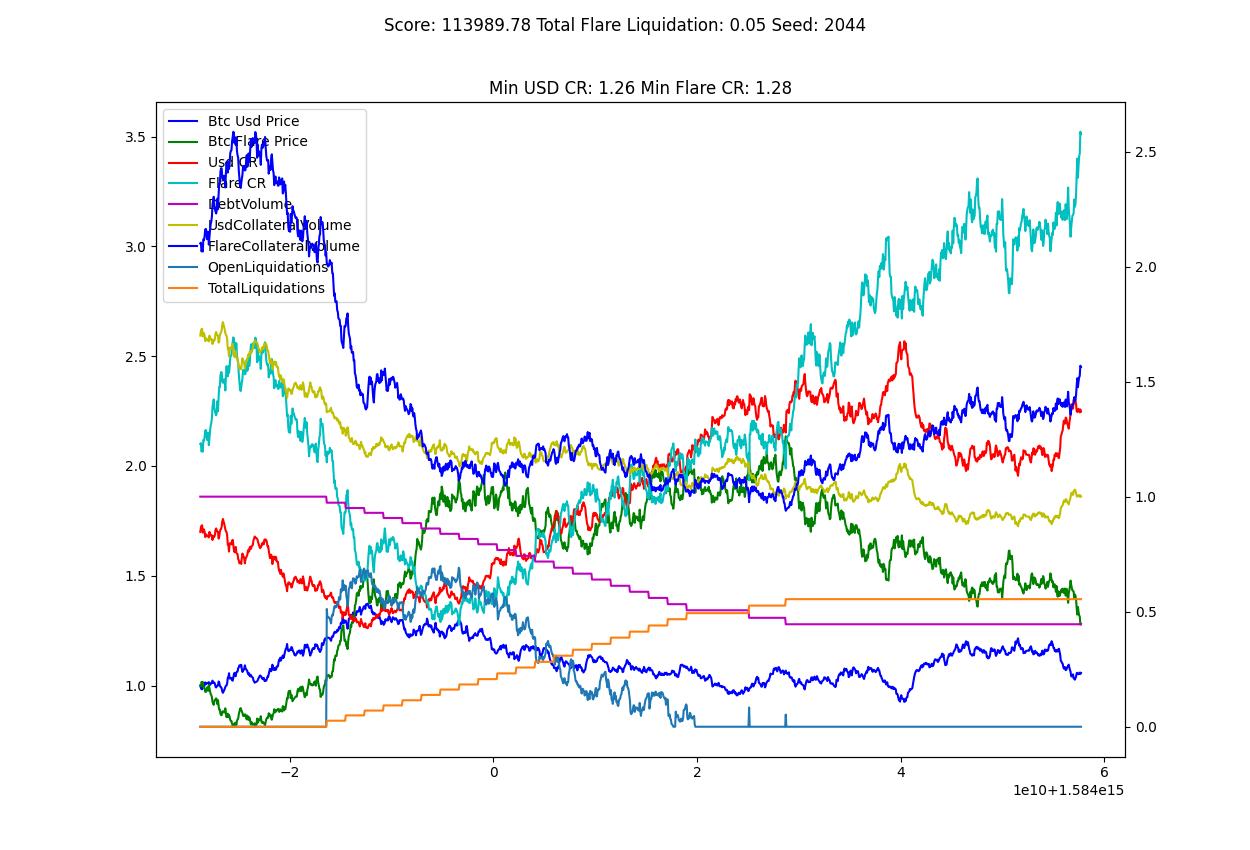 Score: 113989.78 Total Flare Liquidation: 0.05 Seed: 2044
Min USD CR: 1.26 Min Flare CR: 1.28
Btc Usd Price
Btc Flare Price
Usd CR
Flare CR
DebtVolume
UsdCollateralVolume
FlareCollateralVolume
OpenLiquidations
TotalLiquidations
3.5
3.0
2.5
2.0
1.5
1.0
2.5
2.0
1.5
1.0
0.5
0.0
−2 0 2 4 6
1e10+1.584e15